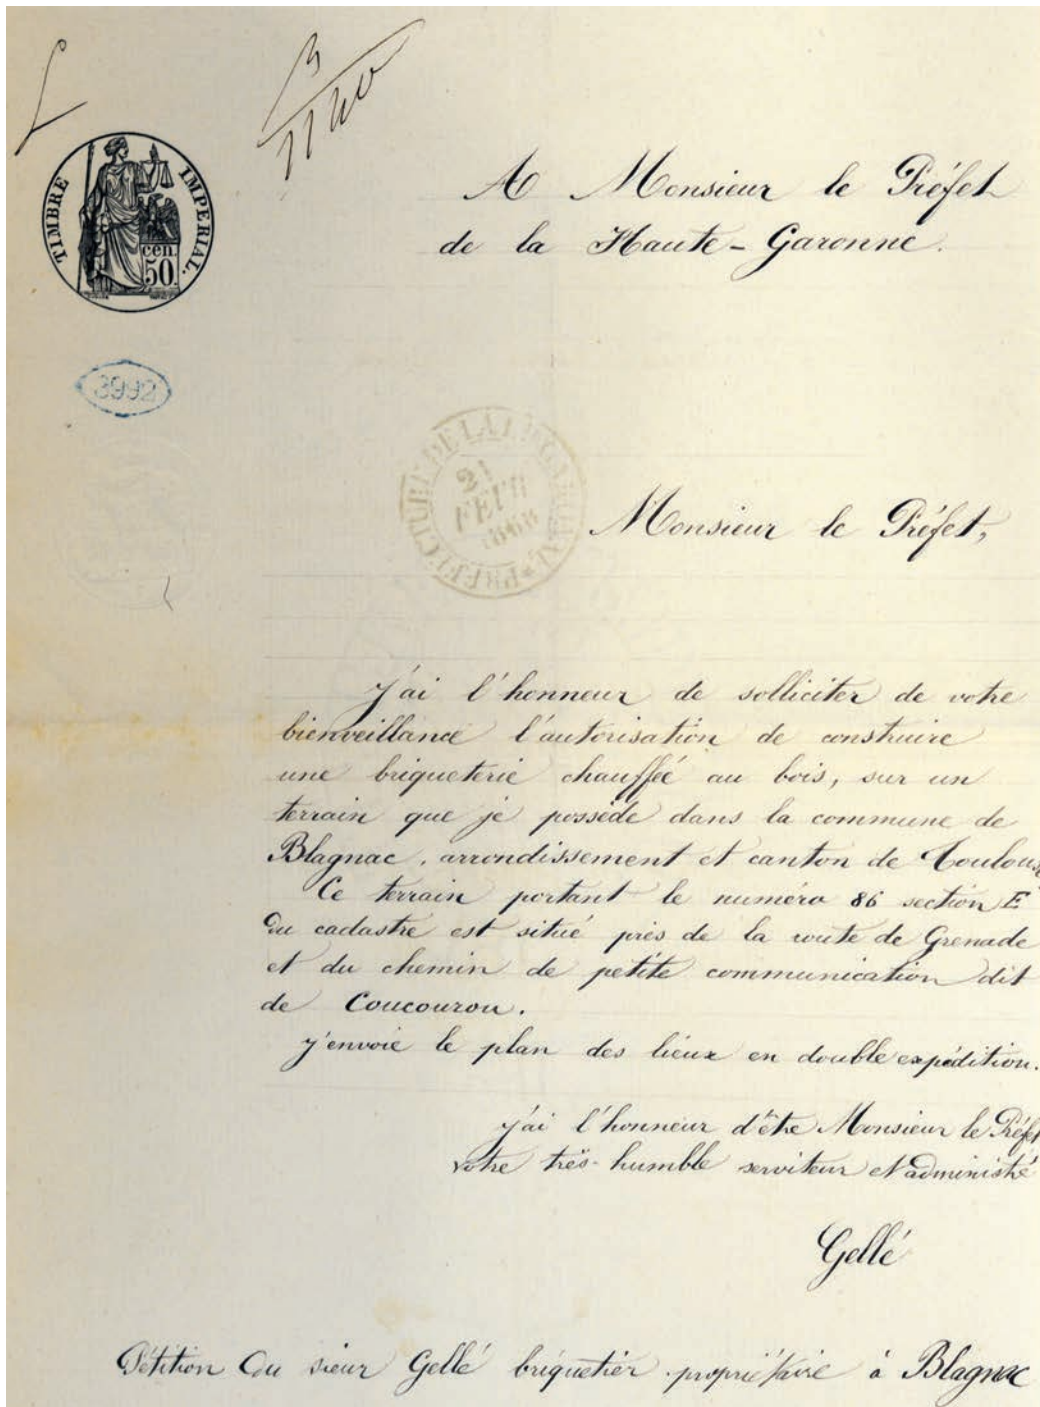 3
1140
TIMBRE IMPERIAL.
cen.
50
A Monsieur le Préfet
de la Haute-Garonne.
3992
PREFECTURE DE LA
21
FEVR
Monsieur le Préfet,
J'ai l'honneur de solliciter de votre
bienveillance l'autorisation de construire
une briqueterie chauffée au bois, sur un
terrain que je possède dans la commune de
Blagnac, arrondissement et canton de Toulouse
Ce terrain portant le numéro 86 section E
du cadastre est situé près de la route de Grenade
et du chemin de petite communication dit
de Coucourou.
j'envoie le plan des lieux en double expédition.
j'ai l'honneur d'être Monsieur le Préfet
votre très-humble serviteur et administré
Gellé
Pétition du sieur Gellé briquetier propriétaire à Blagnac